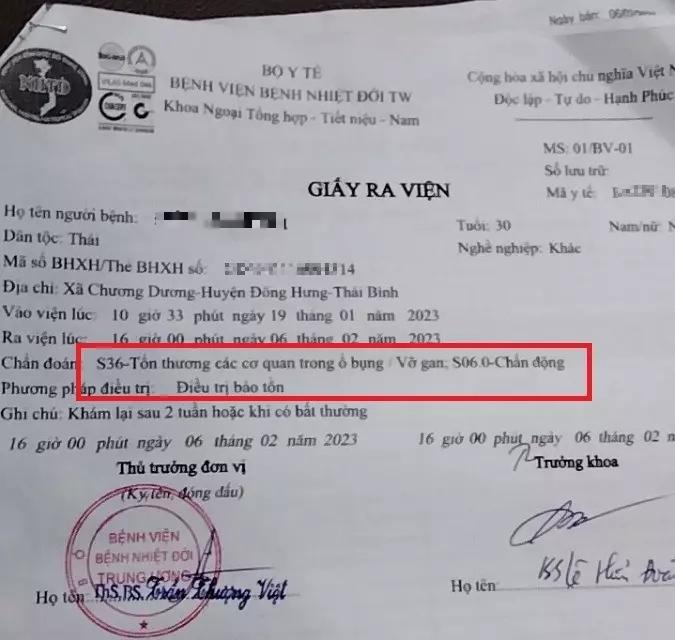 Ngày bán: 06/
BỘ Y TẾ
BỆNH VIỆN BỆNH NHIỆT ĐỚI TW
Khoa Ngoại Tổng hợp - Tiết niệu - Nam
Cộng hòa xã hội chủ nghĩa Việt
Độc lập - Tự do - Hạnh Phúc
NHTD
MS: 01/BV-01
Số lưu trữ:
Mã y tế:
GIẤY RA VIỆN
Họ tên người bệnh:
Tuổi: 30
Nam/nữ:
Dân tộc: Thái
Nghề nghiệp: Khác
Mã số BHXH/Thẻ BHXH số: 14
Địa chỉ: Xã Chương Dương-Huyện Đông Hưng-Thái Bình
Vào viện lúc: 10 giờ 33 phút ngày 19 tháng 01 năm 2023
Ra viện lúc: 16 giờ 00 phút ngày 06 tháng 02 năm 2023
Chẩn đoán: S36-Tổn thương các cơ quan trong ổ bụng / Vỡ gan; S06.0-Chấn động
Phương pháp điều trị: Điều trị bảo tồn
Ghi chú: Khám lại sau 2 tuần hoặc khi có bất thường
16 giờ 00 phút ngày 06 tháng 02 năm 2023
16 giờ 00 phút ngày 06 tháng 02
Thủ trưởng đơn vị
Trưởng khoa
(Ký tên, đóng dấu)
BỆNH VIỆN
BỆNH NHIỆT ĐỚI
TRUNG ƯƠNG
Họ tên: ThS.BS. Trần Thượng Việt
Họ tên